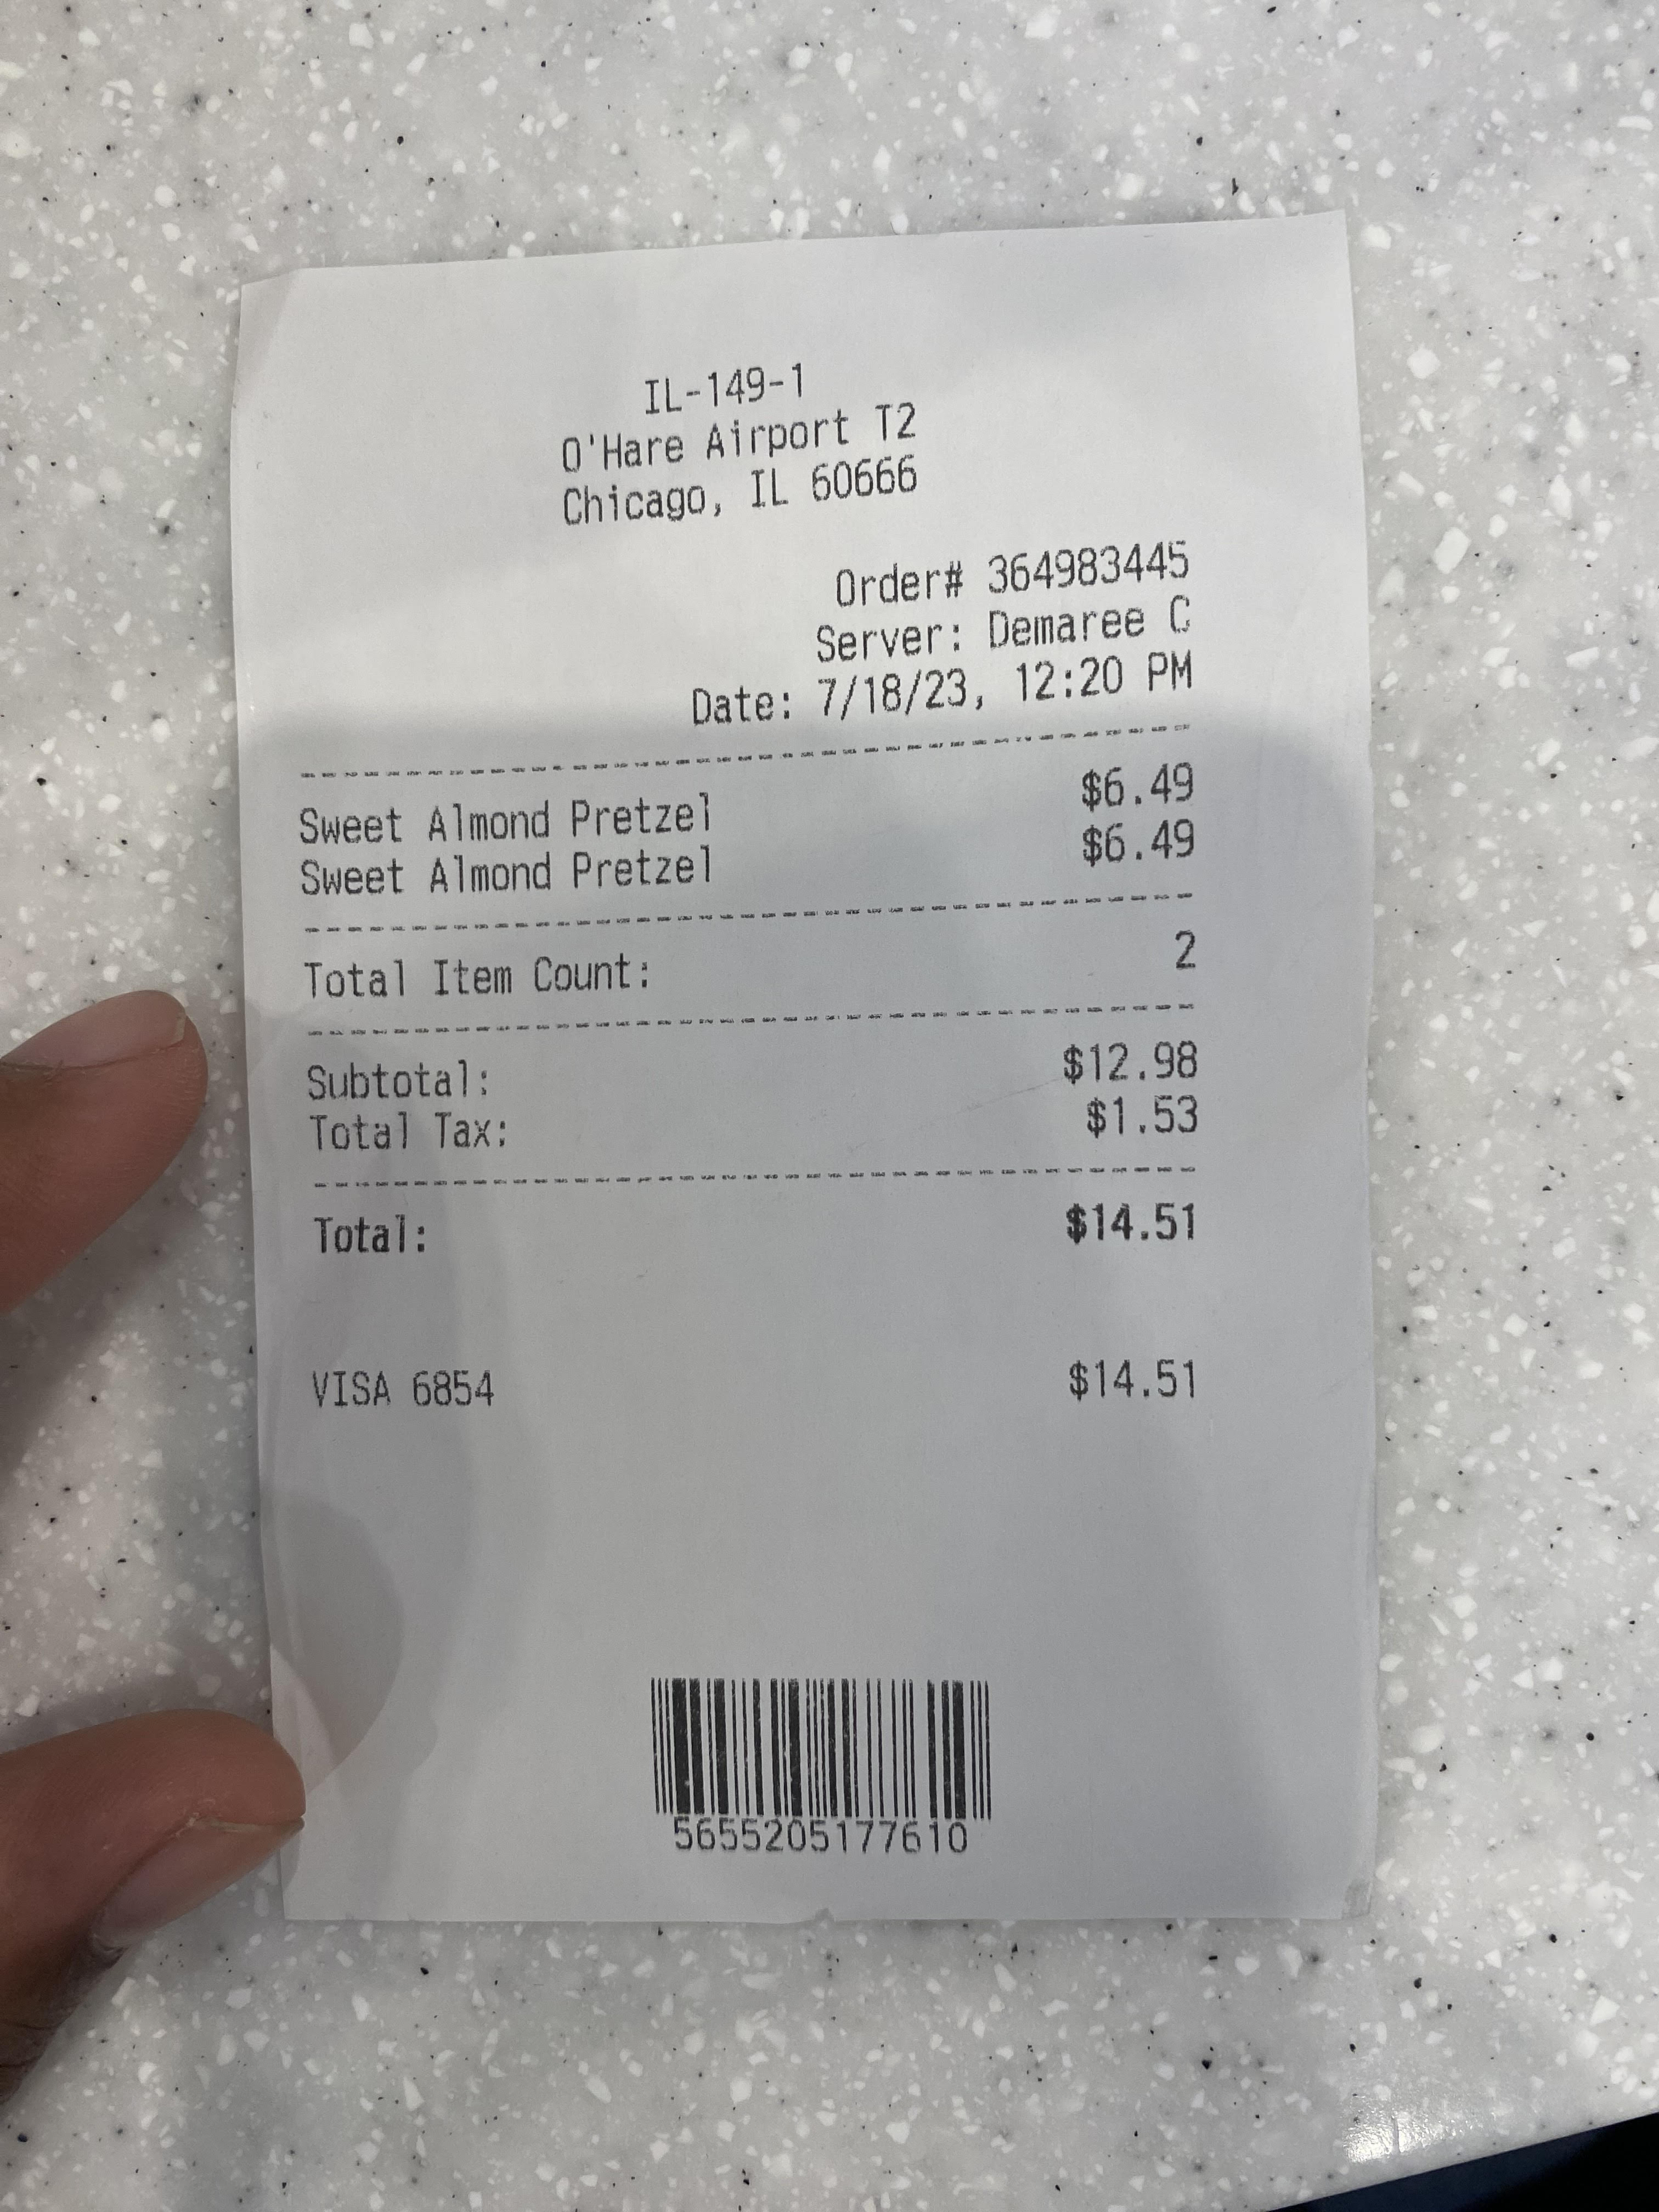 IL-149-1
O'Hare Airport T2
Chicago, IL 60666
Order# 364983445
Server: Demaree C
Date: 7/18/23, 12:20 PM
Sweet Almond Pretzel $6.49
Sweet Almond Pretzel $6.49
Total Item Count: 2
Subtotal: $12.98
Total Tax: $1.53
Total: $14.51
VISA 6854 $14.51
5655205177610